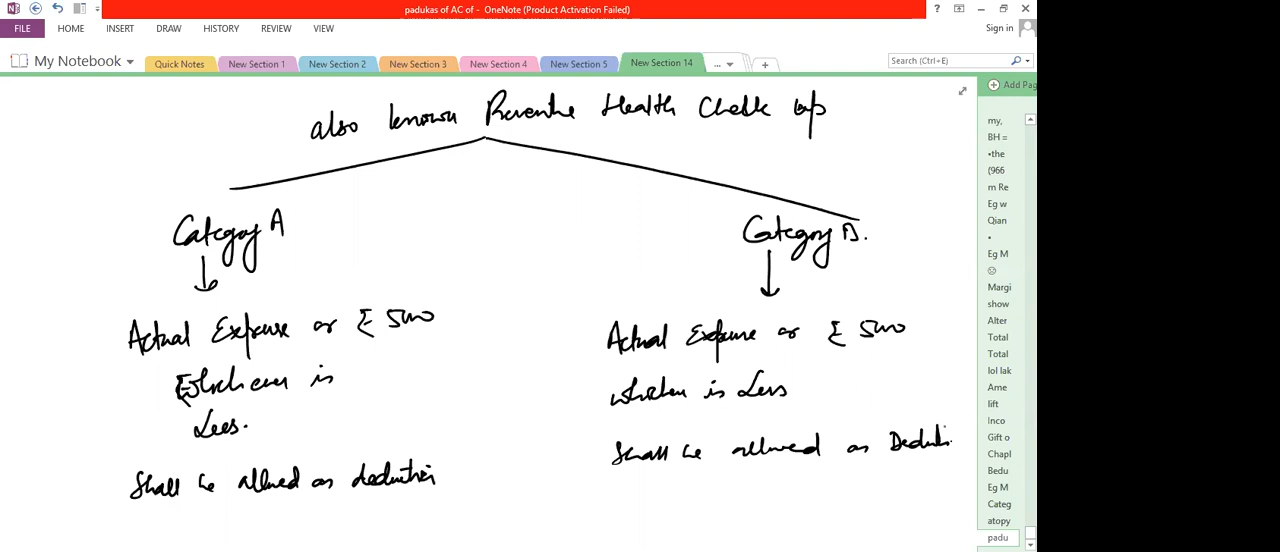 padukas of AC of - OneNote (Product Activation Failed)
FILE HOME INSERT DRAW HISTORY REVIEW VIEW Sign in
My Notebook Quick Notes New Section 1 New Section 2 New Section 3 New Section 4 New Section 5 New Section 14 ... + Search (Ctrl+E)
Add Pag
also known Preventive Health Check up
Category A
Category B.
Actual Expense or ₹ 5000
Whichever is
Less.
Shall be allowed as deduction
Actual Expense or ₹ 5000
whichever is Less
Shall be allowed as Deducti
my,
BH =
•the
(966
m Re
Eg w
Qian
•
Eg M
☺
Margi
show
Alter
Total
Total
lol lak
Ame
lift
Inco
Gift o
Chapl
Bedu
Eg M
Categ
atopy
padu